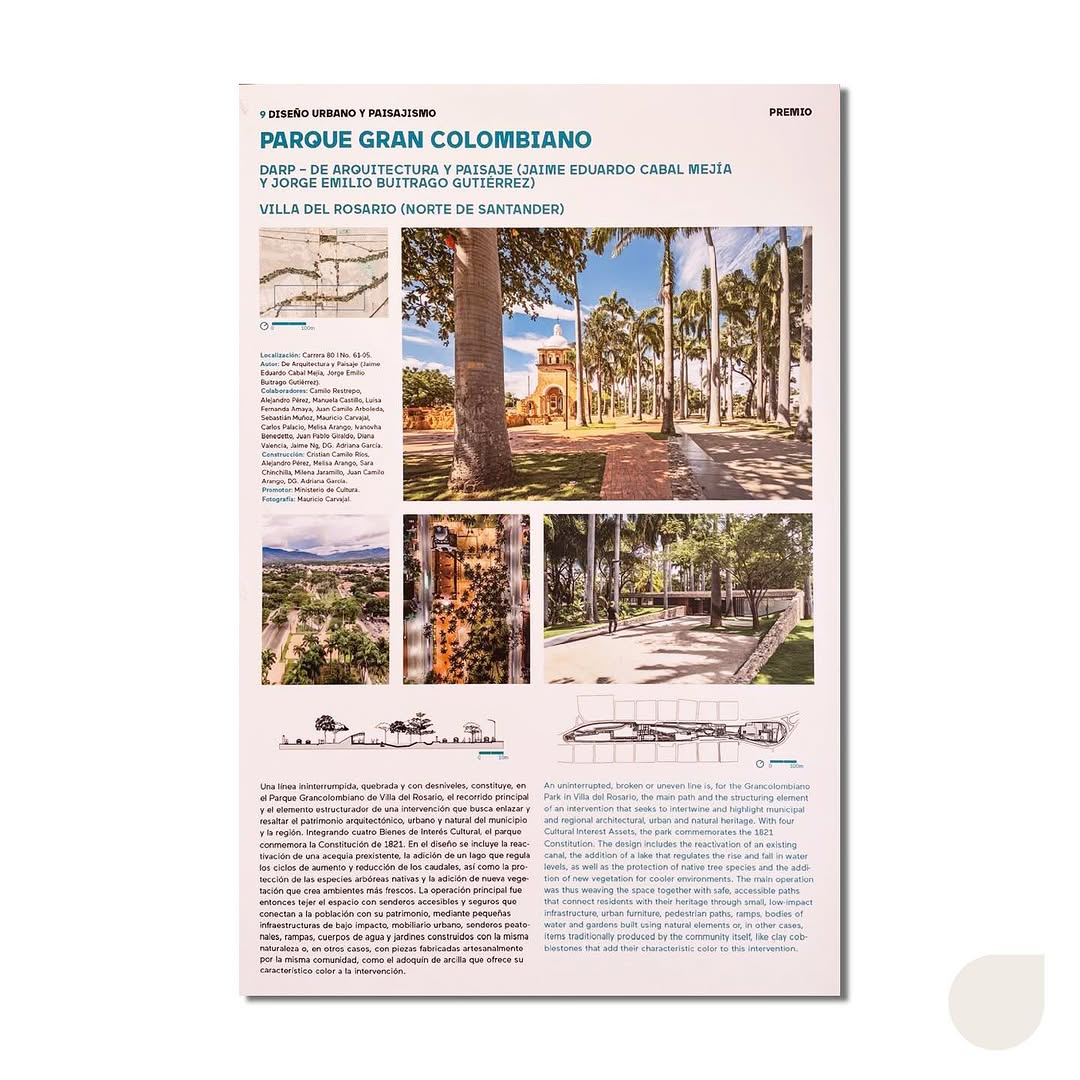 9 DISEÑO URBANO Y PAISAJISMO
PREMIO
PARQUE GRAN COLOMBIANO
DARP – DE ARQUITECTURA Y PAISAJE (JAIME EDUARDO CABAL MEJÍA
Y JORGE EMILIO BUITRAGO GUTIÉRREZ)
VILLA DEL ROSARIO (NORTE DE SANTANDER)
0 100m
Localización: Carrera 80 I No. 61-05.
Autor: De Arquitectura y Paisaje (Jaime
Eduardo Cabal Mejía, Jorge Emilio
Buitrago Gutiérrez).
Colaboradores: Camilo Restrepo,
Alejandro Pérez, Manuela Castillo, Luisa
Fernanda Amaya, Juan Camilo Arboleda,
Sebastián Muñoz, Mauricio Carvajal,
Carlos Palacio, Melisa Arango, Ivanovha
Benedetto, Juan Pablo Giraldo, Diana
Valencia, Jaime Ng, DG. Adriana García.
Construcción: Cristian Camilo Ríos,
Alejandro Pérez, Melisa Arango, Sara
Chinchilla, Milena Jaramillo, Juan Camilo
Arango, DG. Adriana García.
Promotor: Ministerio de Cultura.
Fotografía: Mauricio Carvajal.
0 10m
0 100m
Una línea ininterrumpida, quebrada y con desniveles, constituye, en
el Parque Grancolombiano de Villa del Rosario, el recorrido principal
y el elemento estructurador de una intervención que busca enlazar y
resaltar el patrimonio arquitectónico, urbano y natural del municipio
y la región. Integrando cuatro Bienes de Interés Cultural, el parque
conmemora la Constitución de 1821. En el diseño se incluye la reac-
tivación de una acequia prexistente, la adición de un lago que regula
los ciclos de aumento y reducción de los caudales, así como la pro-
tección de las especies arbóreas nativas y la adición de nueva vege-
tación que crea ambientes más frescos. La operación principal fue
entonces tejer el espacio con senderos accesibles y seguros que
conectan a la población con su patrimonio, mediante pequeñas
infraestructuras de bajo impacto, mobiliario urbano, senderos peato-
nales, rampas, cuerpos de agua y jardines construidos con la misma
naturaleza o, en otros casos, con piezas fabricadas artesanalmente
por la misma comunidad, como el adoquín de arcilla que ofrece su
característico color a la intervención.
An uninterrupted, broken or uneven line is, for the Grancolombiano
Park in Villa del Rosario, the main path and the structuring element
of an intervention that seeks to intertwine and highlight municipal
and regional architectural, urban and natural heritage. With four
Cultural Interest Assets, the park commemorates the 1821
Constitution. The design includes the reactivation of an existing
canal, the addition of a lake that regulates the rise and fall in water
levels, as well as the protection of native tree species and the addi-
tion of new vegetation for cooler environments. The main operation
was thus weaving the space together with safe, accessible paths
that connect residents with their heritage through small, low-impact
infrastructure, urban furniture, pedestrian paths, ramps, bodies of
water and gardens built using natural elements or, in other cases,
items traditionally produced by the community itself, like clay cob-
blestones that add their characteristic color to this intervention.